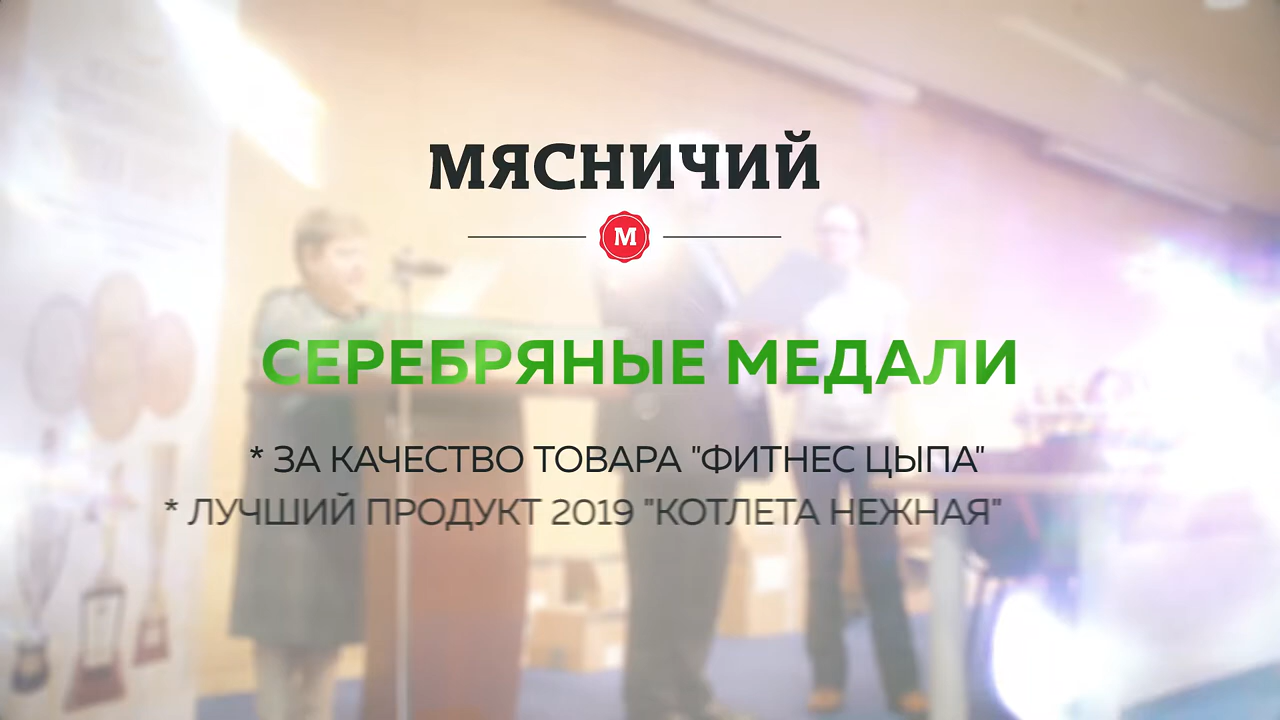 МЯСНИЧИЙ
М
СЕРЕБРЯНЫЕ МЕДАЛИ
* ЗА КАЧЕСТВО ТОВАРА "ФИТНЕС ЦЫПА"
* ЛУЧШИЙ ПРОДУКТ 2019 "КОТЛЕТА НЕЖНАЯ"